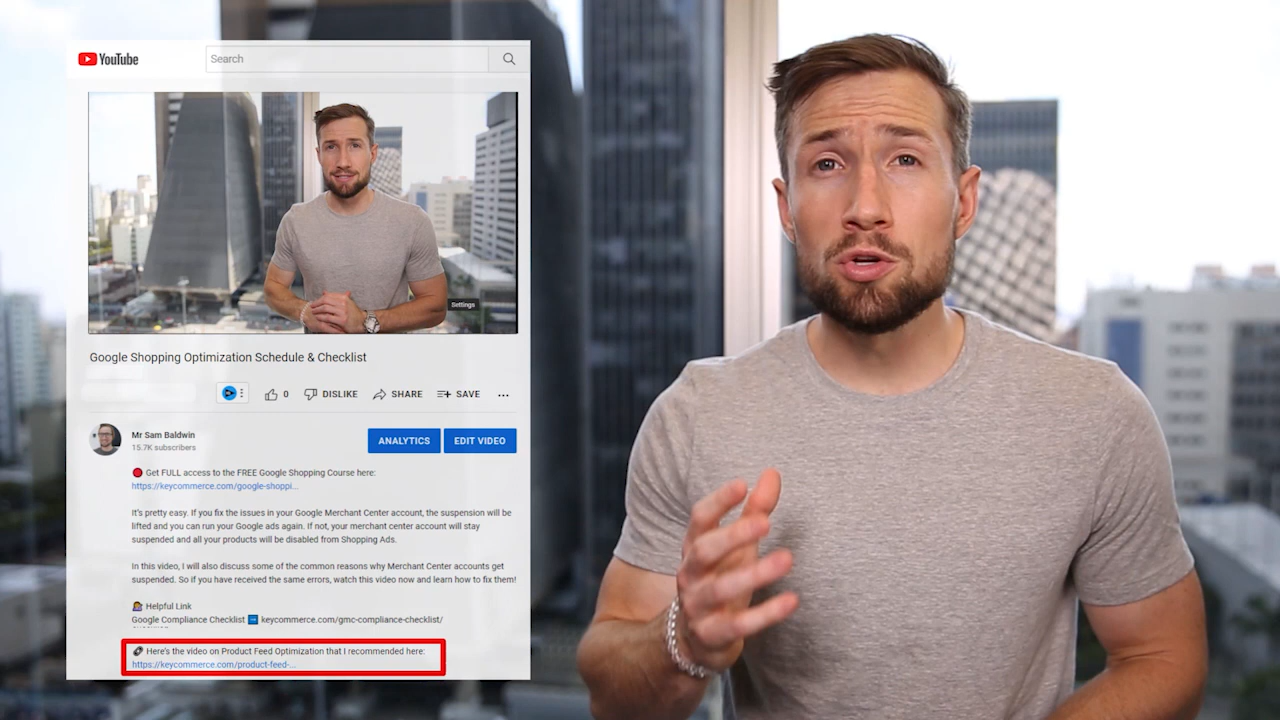 YouTube
Search
Settings
Google Shopping Optimization Schedule & Checklist
0 DISLIKE SHARE SAVE ...
Mr Sam Baldwin
15.7K subscribers
ANALYTICS EDIT VIDEO
Get FULL access to the FREE Google Shopping Course here:
https://keycommerce.com/google-shoppi...
It's pretty easy. If you fix the issues in your Google Merchant Center account, the suspension will be
lifted and you can run your Google ads again. If not, your merchant center account will stay
suspended and all your products will be disabled from Shopping Ads.
In this video, I will also discuss some of the common reasons why Merchant Center accounts get
suspended. So if you have received the same errors, watch this video now and learn how to fix them!
Helpful Link
Google Compliance Checklist ➡ keycommerce.com/gmc-compliance-checklist/
Here's the video on Product Feed Optimization that I recommended here:
https://keycommerce.com/product-feed-...